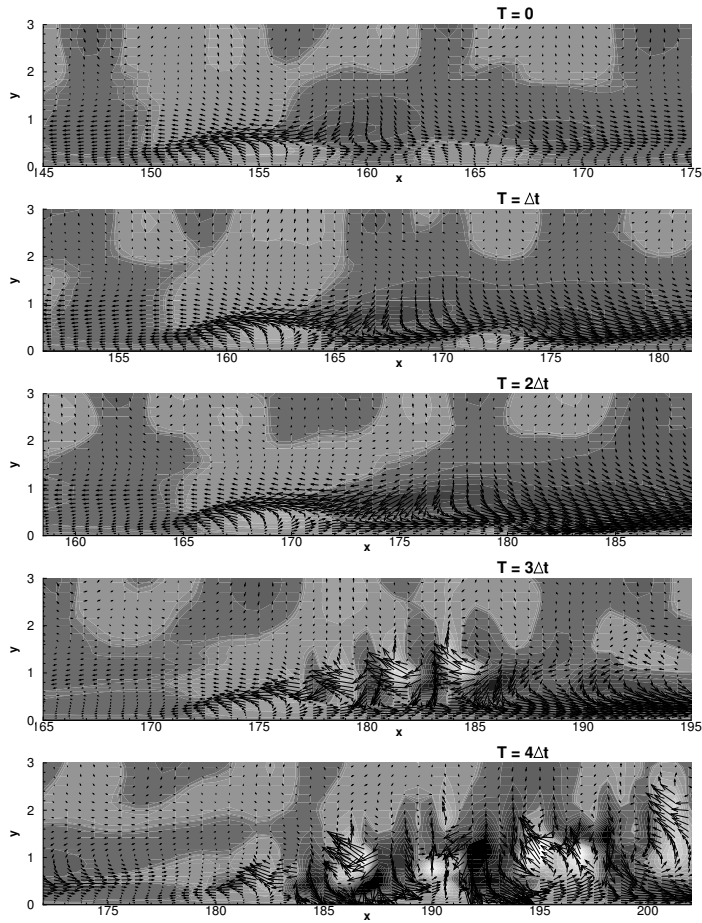 T = 0
3
2
y
1
0
145 150 155 160 165 170 175
x
T = Δt
3
2
y
1
0
155 160 165 170 175 180
x
T = 2Δt
3
2
y
1
0
160 165 170 175 180 185
x
T = 3Δt
3
2
y
1
0
165 170 175 180 185 190 195
x
T = 4Δt
3
2
y
1
0
175 180 185 190 195 200
x